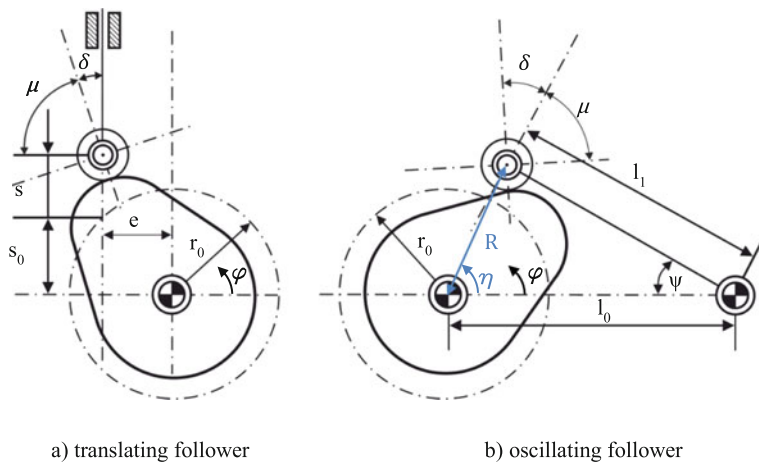 δ
μ
s
s₀
e
r₀
φ
a) translating follower
δ
μ
l₁
R
r₀
η
φ
ψ
l₀
b) oscillating follower